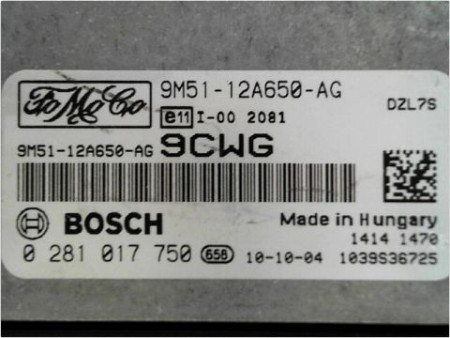 FoMoCo 9M51-12A650-AG DZL7S
e11 I-00 2081
9M51-12A650-AG 9CWG
BOSCH Made in Hungary
1414 1470
0 281 017 750 658 10-10-04 1039S36725